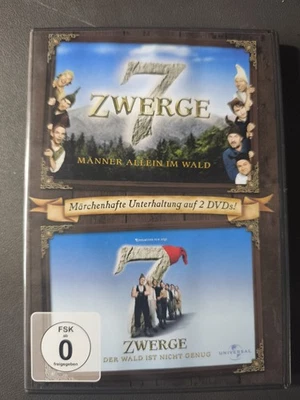 7
ZWERGE
MÄNNER ALLEIN IM WALD
Märchenhafte Unterhaltung auf 2 DVDs!
7
ZWERGE
DER WALD IST NICHT GENUG
FSK
ab
0
freigegeben
UNIVERSAL